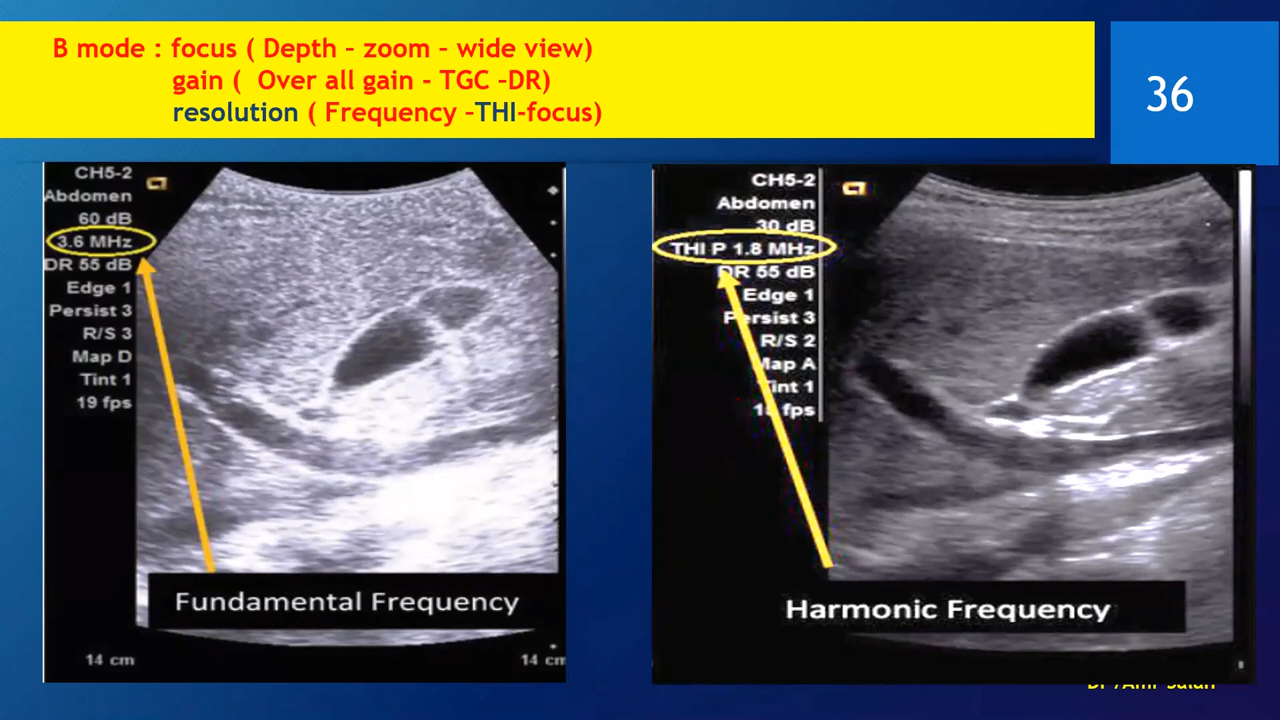 B mode : focus ( Depth – zoom – wide view)
gain ( Over all gain - TGC –DR)
resolution ( Frequency –THI-focus)
36
CH5-2
Abdomen
60 dB
3.6 MHz
DR 55 dB
Edge 1
Persist 3
R/S 3
Map D
Tint 1
19 fps
Fundamental Frequency
14 cm
14 cm
CH5-2
Abdomen
30 dB
THI P 1.8 MHz
DR 55 dB
Edge 1
Persist 3
R/S 2
Map A
Tint 1
fps
Harmonic Frequency